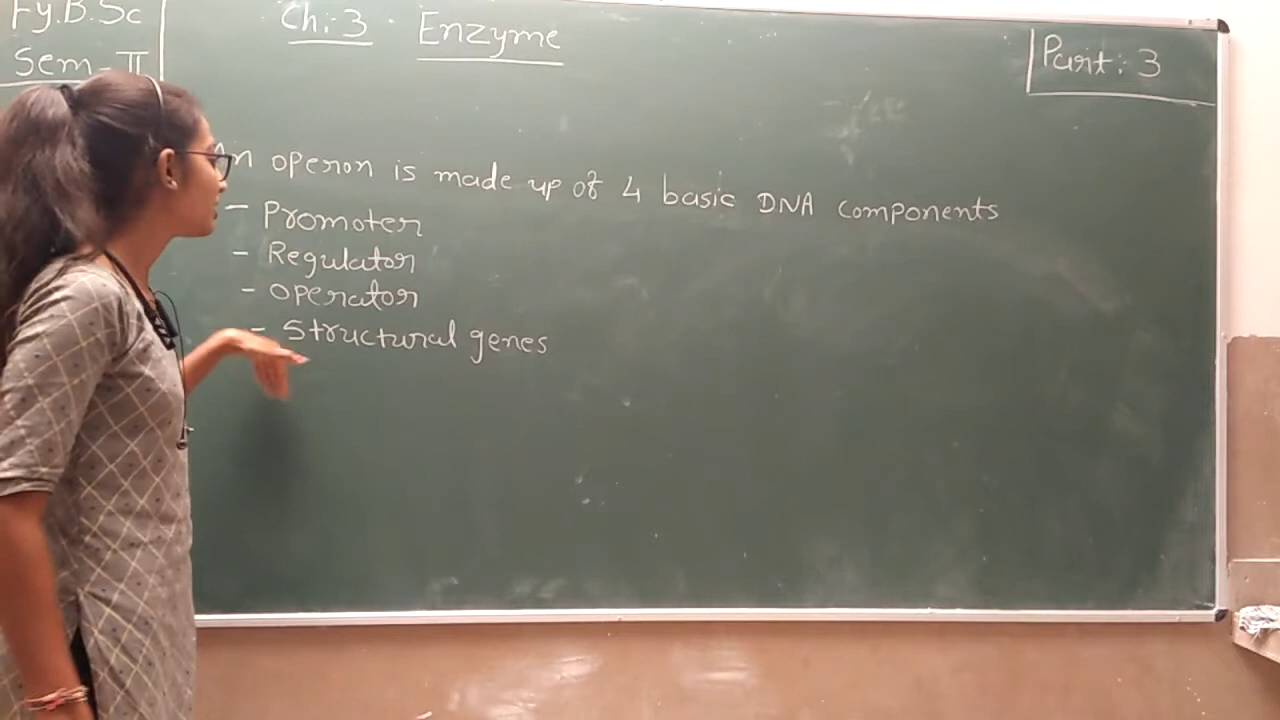 Fy.B.Sc
Sem-II
Ch:-3 Enzyme
Part:-3
An operon is made up of 4 basic DNA components
- Promoter
- Regulator
- Operator
- Structural genes